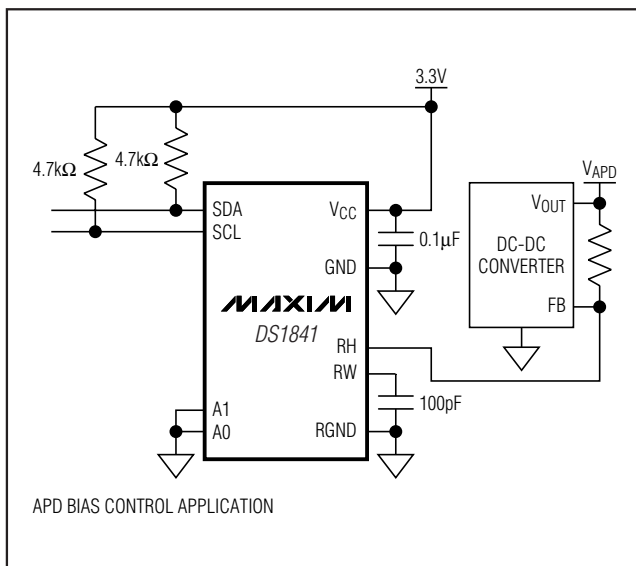 3.3V
4.7kΩ
4.7kΩ
VAPD
SDA
VCC
VOUT
SCL
0.1µF
DC-DC
CONVERTER
GND
FB
MAXIM
DS1841
RH
RW
100pF
A1
A0
RGND
APD BIAS CONTROL APPLICATION